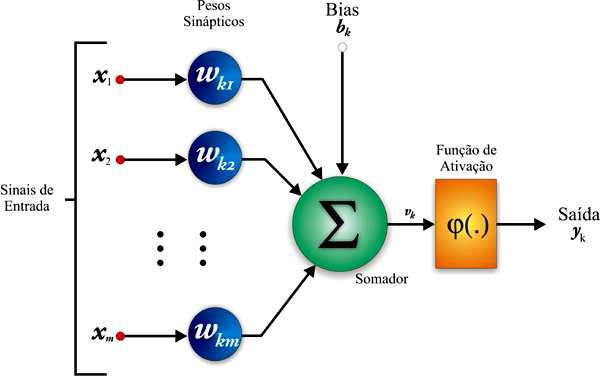 Pesos
Sinápticos
Bias
b_k
x_1
w_k1
x_2
w_k2
Sinais de
Entrada
Σ
v_k
Função de
Ativação
φ(.)
Saída
y_k
Somador
x_m
w_km